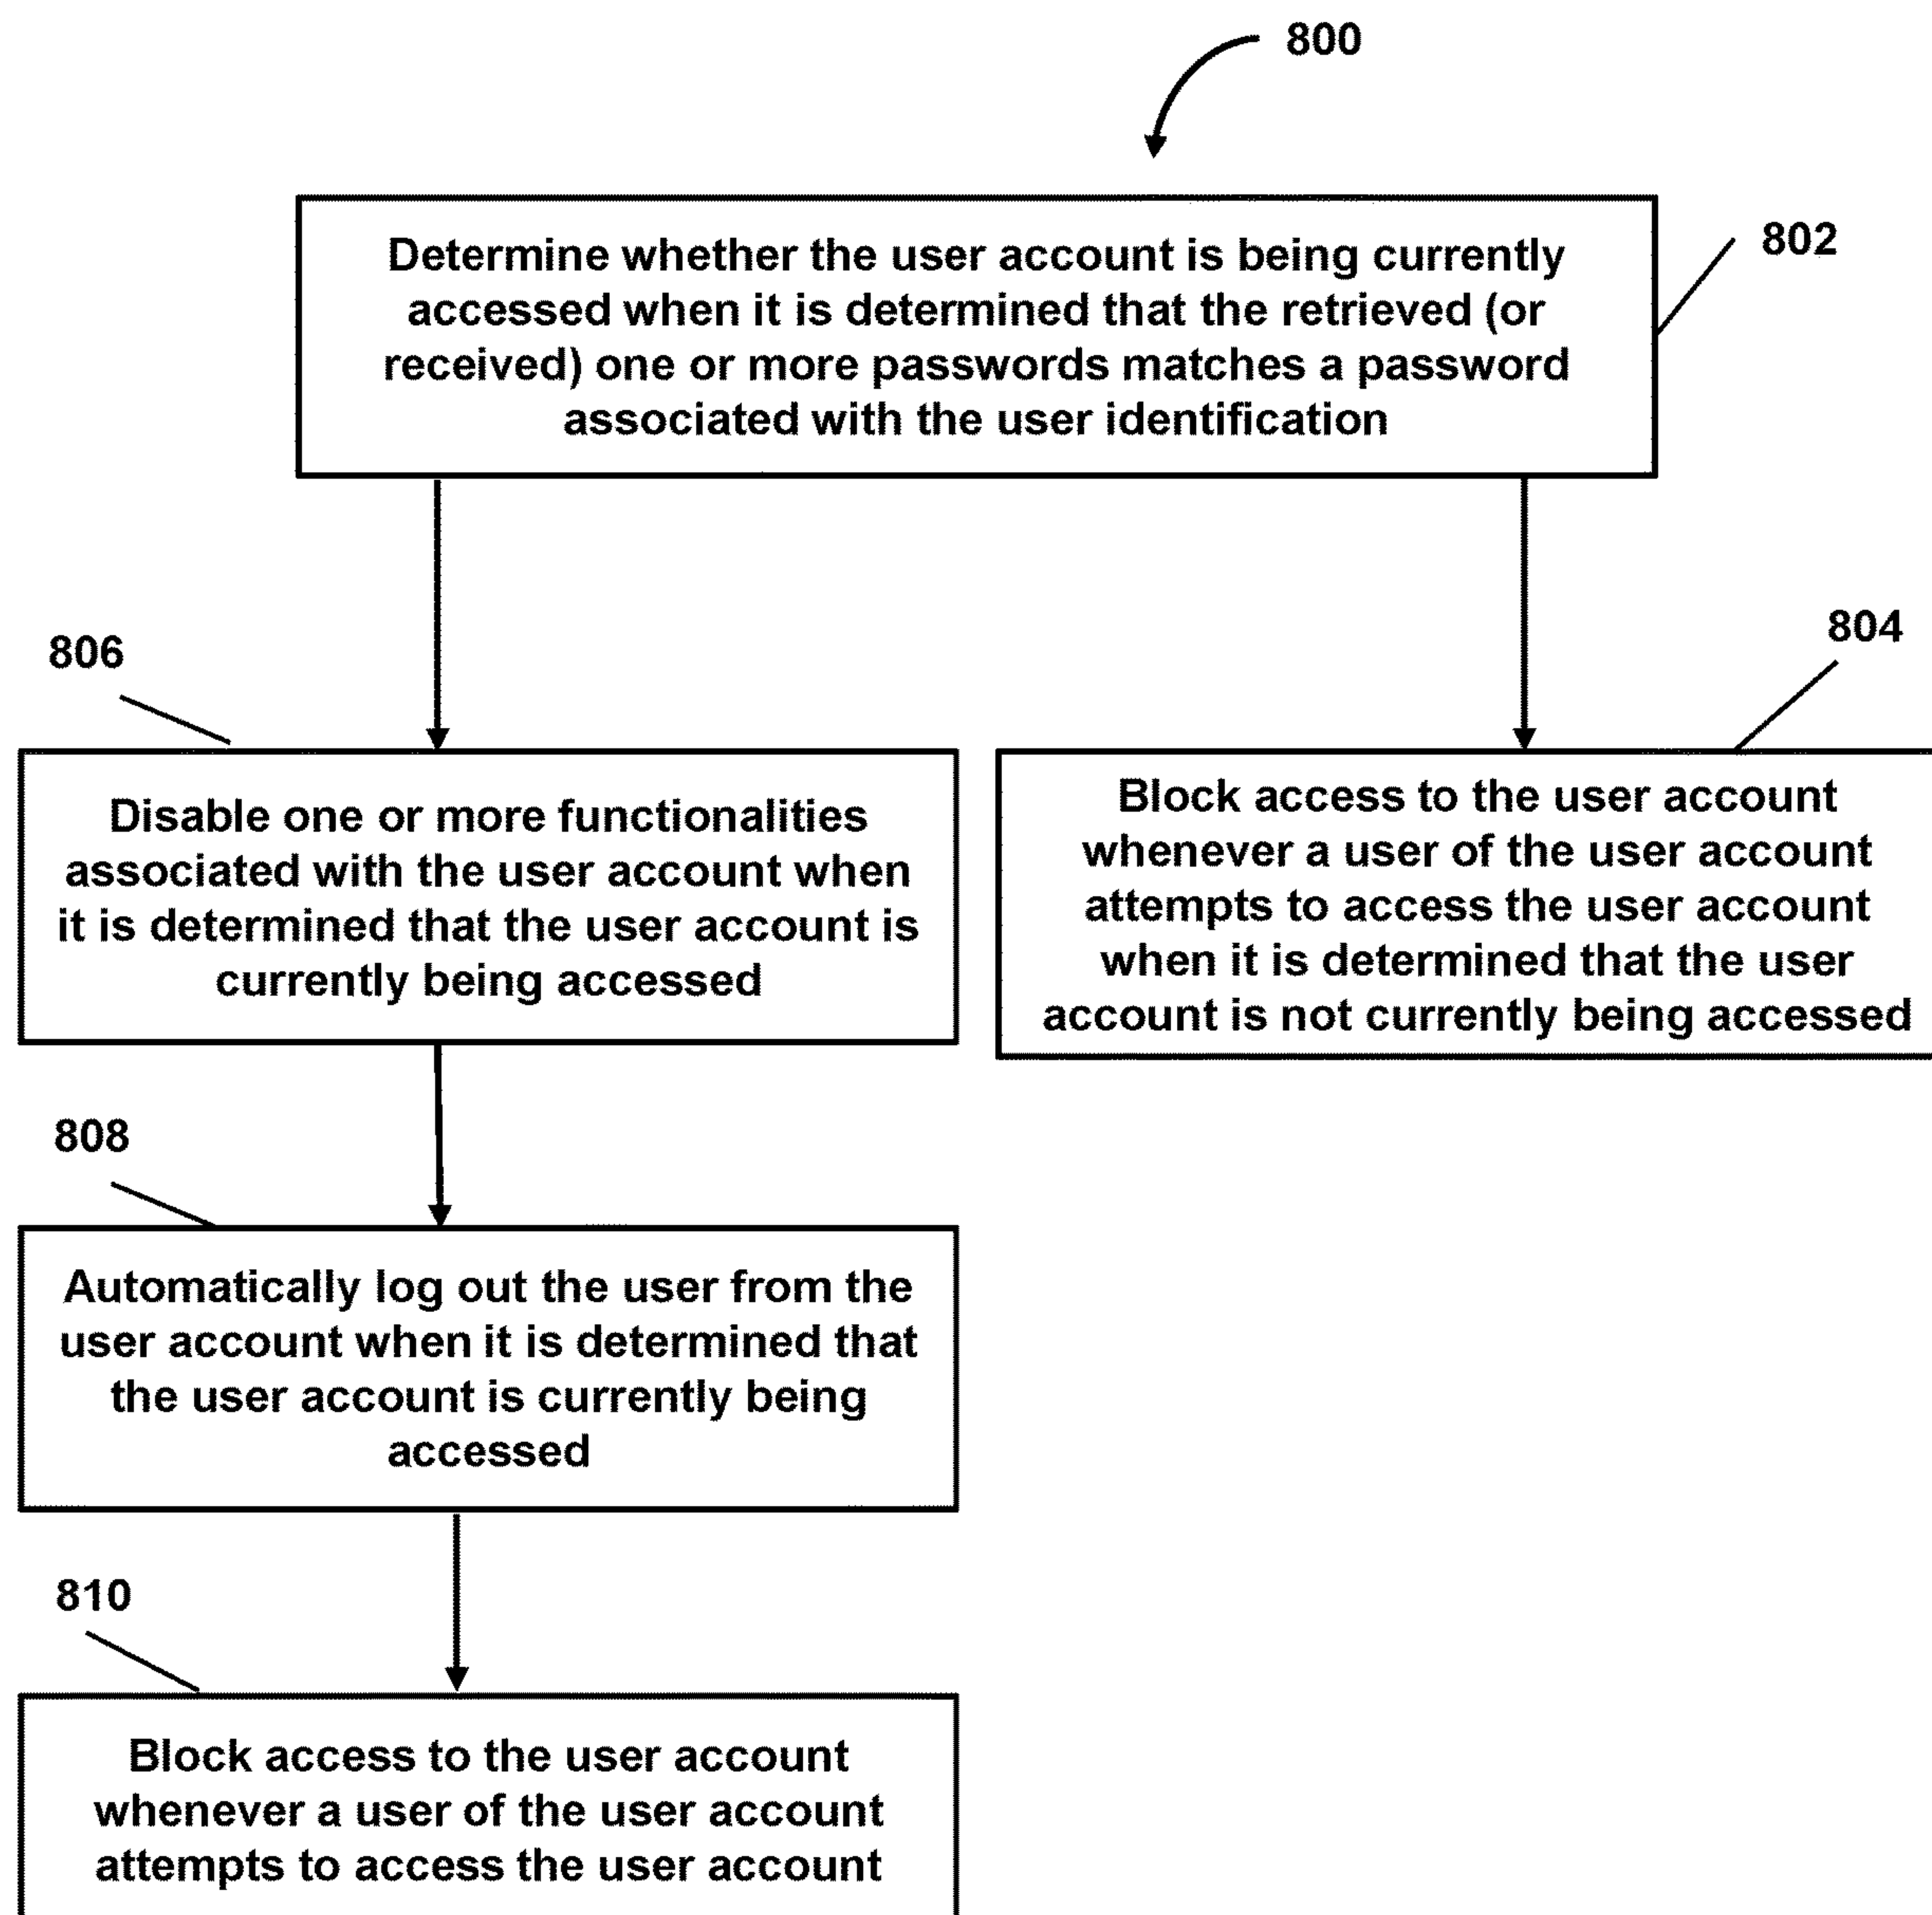 800
802
Determine whether the user account is being currently
accessed when it is determined that the retrieved (or
received) one or more passwords matches a password
associated with the user identification
806
804
Disable one or more functionalities
associated with the user account when
it is determined that the user account is
currently being accessed
Block access to the user account
whenever a user of the user account
attempts to access the user account
when it is determined that the user
account is not currently being accessed
808
Automatically log out the user from the
user account when it is determined that
the user account is currently being
accessed
810
Block access to the user account
whenever a user of the user account
attempts to access the user account